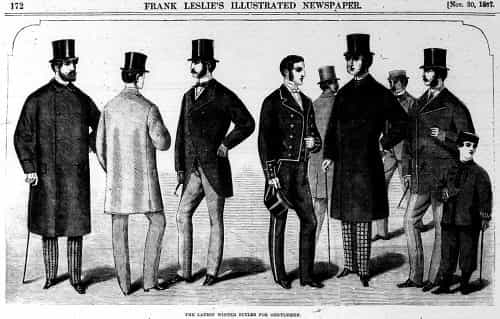 172
FRANK LESLIE'S ILLUSTRATED NEWSPAPER.
[Nov. 30, 1867.
THE LATEST WINTER STYLES FOR GENTLEMEN.